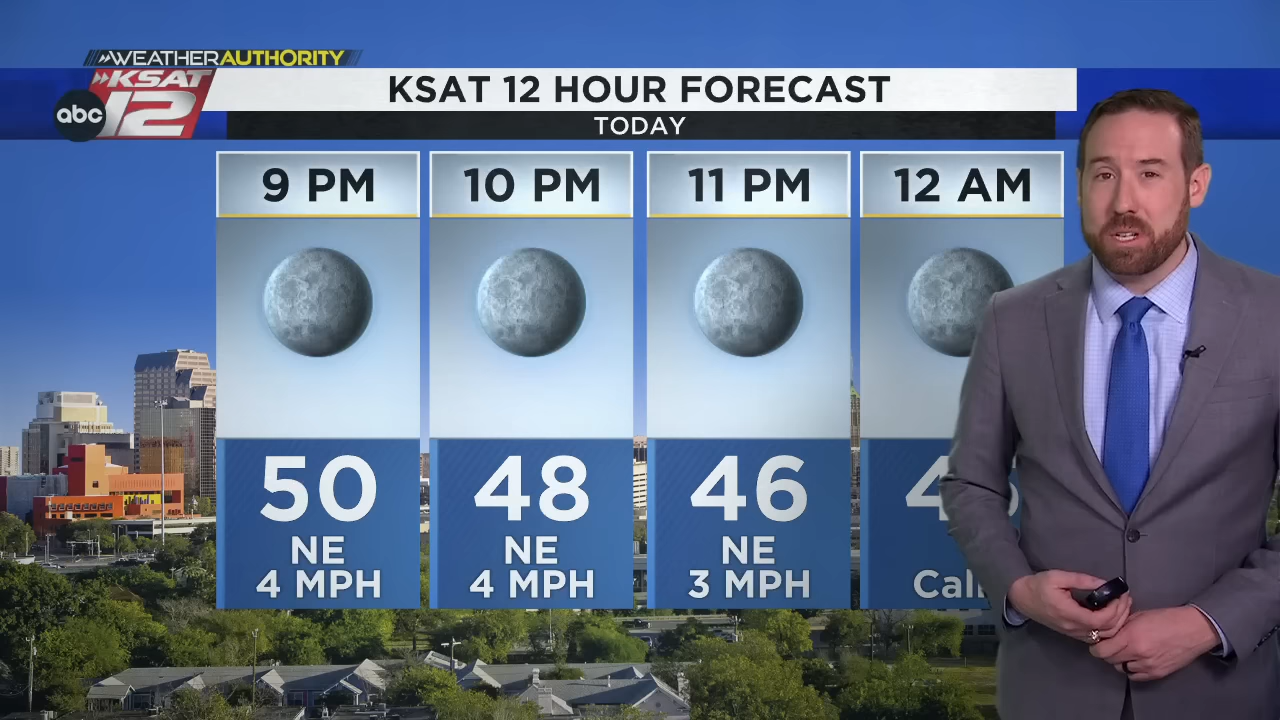 WEATHERAUTHORITY
KSAT
abc 12
KSAT 12 HOUR FORECAST
TODAY
9 PM 10 PM 11 PM 12 AM
50 48 46
NE NE NE
4 MPH 4 MPH 3 MPH